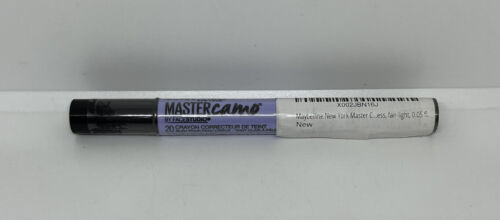 MASTER camo
BY FACESTUDIO
20 CRAYON CORRECTEUR DE TEINT
X002JBN16J
Maybelline New York Master C...ess, fair-light, 0.05 fl.
New